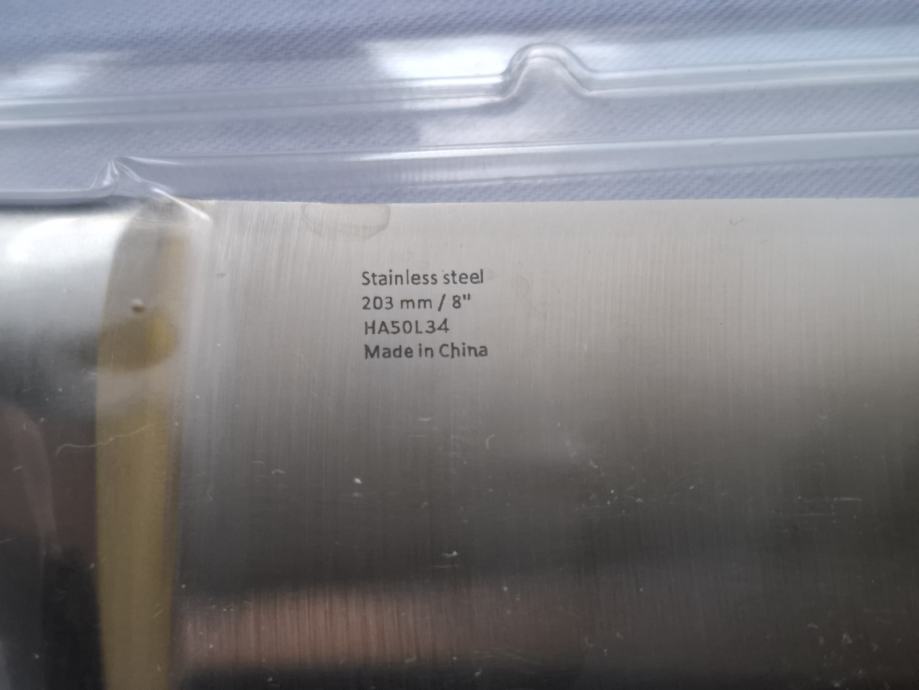 Stainless steel
203 mm / 8"
HA50L34
Made in China